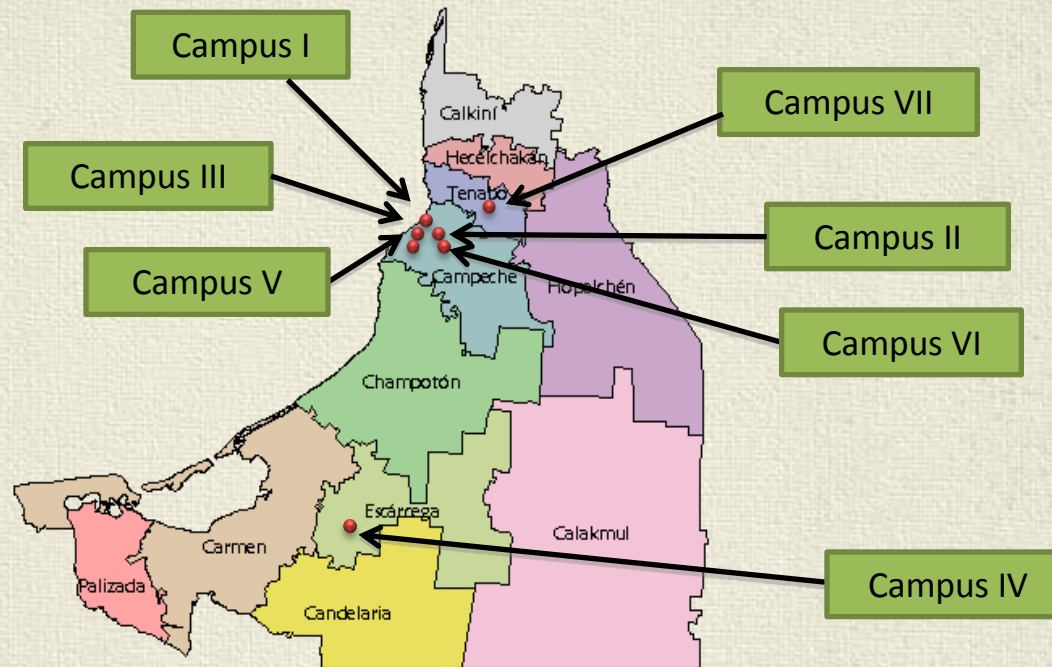 Campus I
Campus VII
Calkiní
Hecelchakán
Campus III
Tenabo
Campus II
Campus V
Campeche
Hopalchén
Campus VI
Champotón
Escárcega
Carmen
Calakmul
Palizada
Campus IV
Candelaria